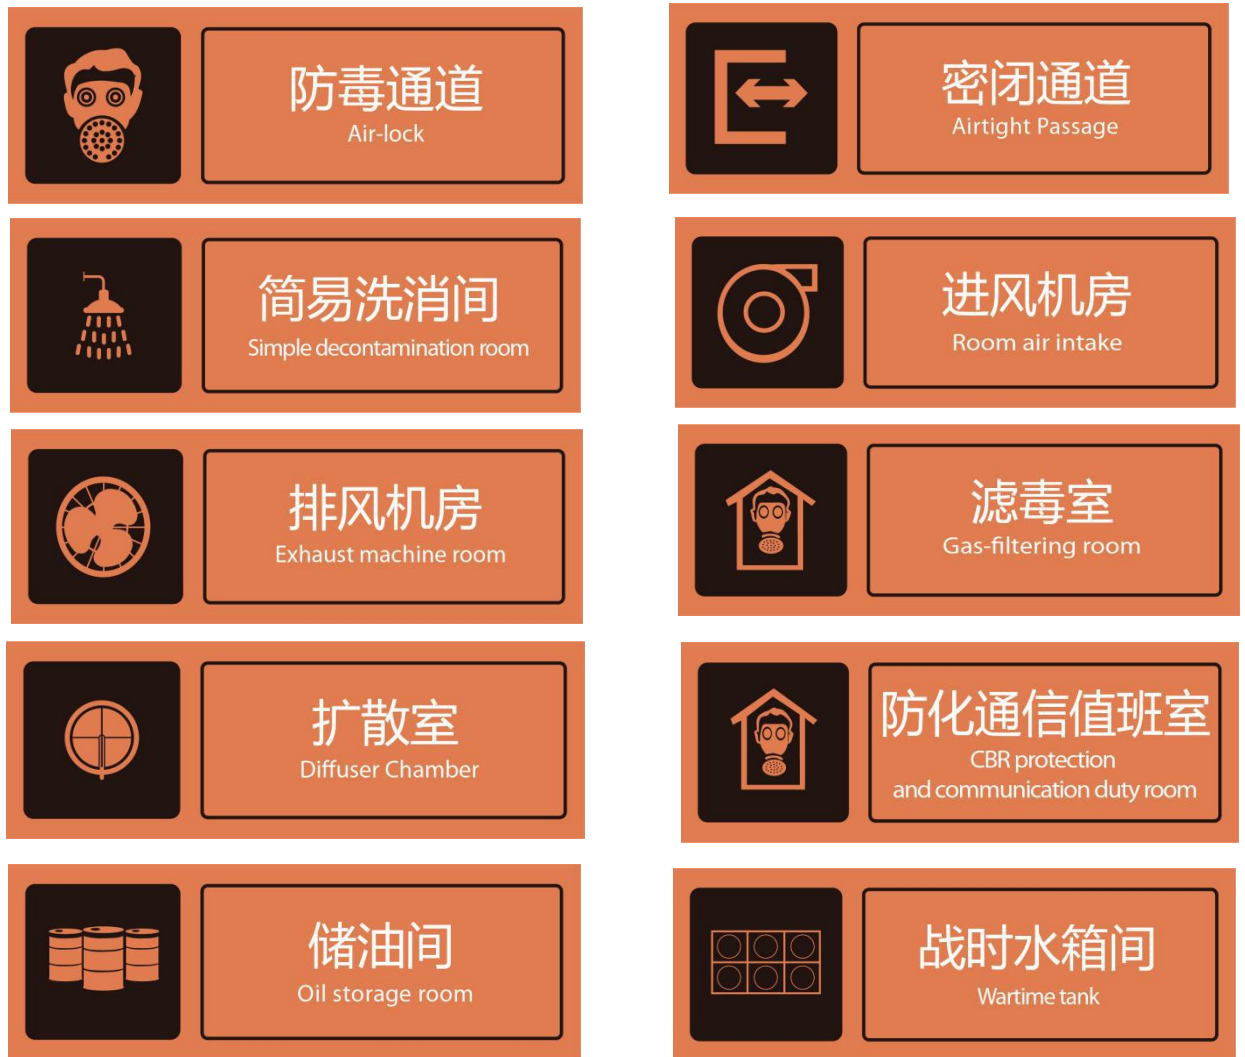 防毒通道
Air-lock
密闭通道
Airtight Passage
简易洗消间
Simple decontamination room
进风机房
Room air intake
排风机房
Exhaust machine room
滤毒室
Gas-filtering room
扩散室
Diffuser Chamber
防化通信值班室
CBR protection
and communication duty room
储油间
Oil storage room
战时水箱间
Wartime tank